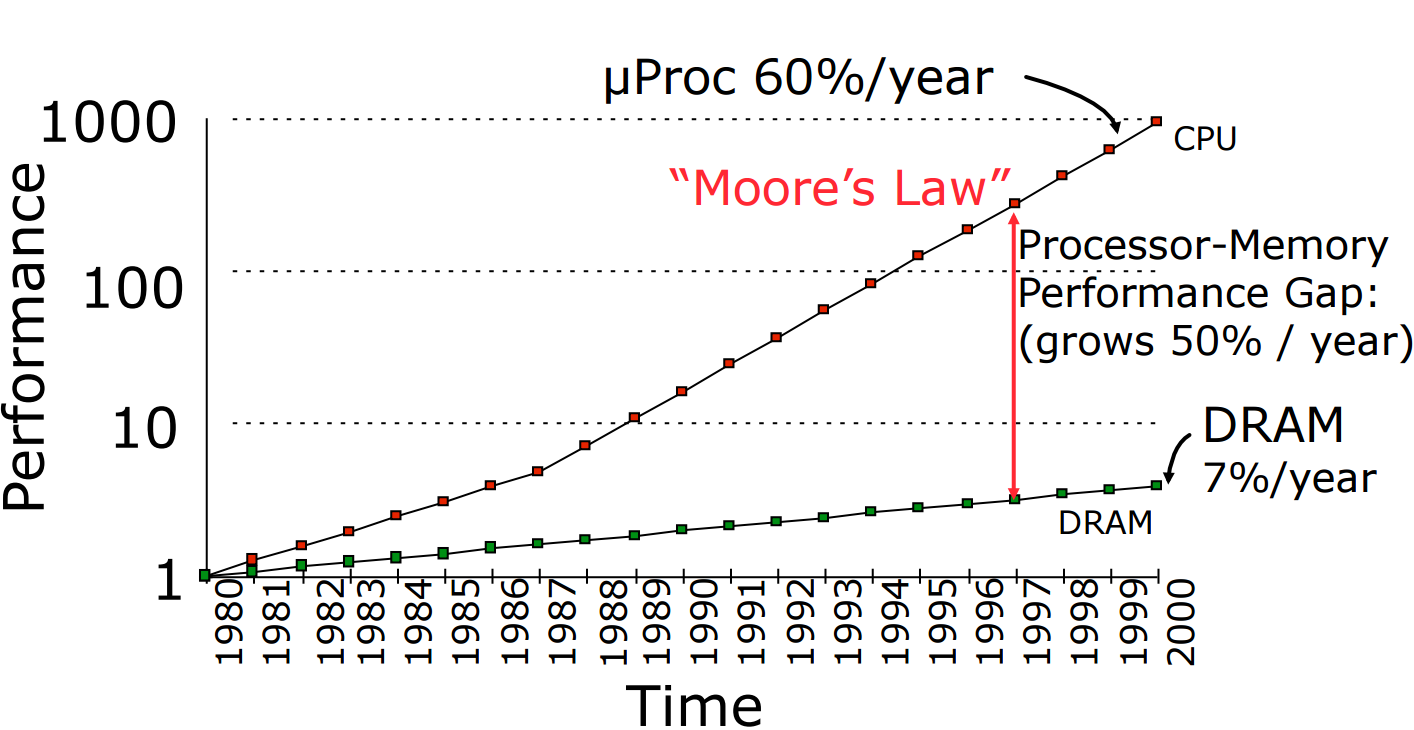 µProc 60%/year
1000
CPU
“Moore’s Law”
Processor-Memory
Performance Gap:
(grows 50% / year)
100
10
DRAM
7%/year
DRAM
1
Performance
1980
1981
1982
1983
1984
1985
1986
1987
1988
1989
1990
1991
1992
1993
1994
1995
1996
1997
1998
1999
2000
Time